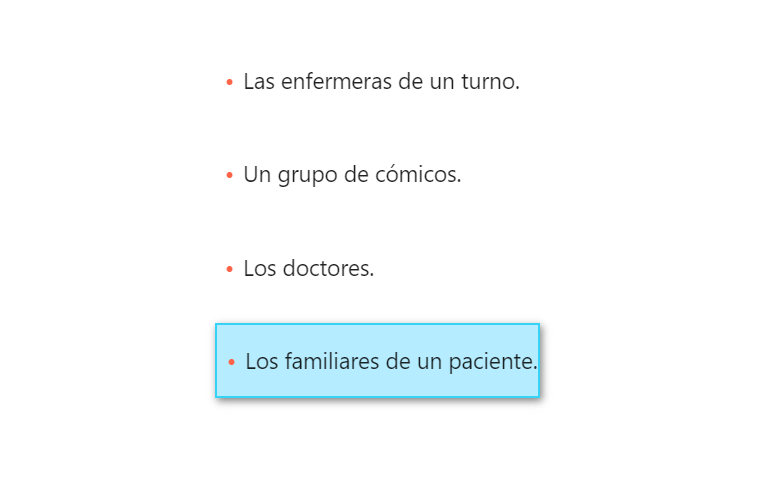 • Las enfermeras de un turno.
• Un grupo de cómicos.
• Los doctores.
• Los familiares de un paciente.